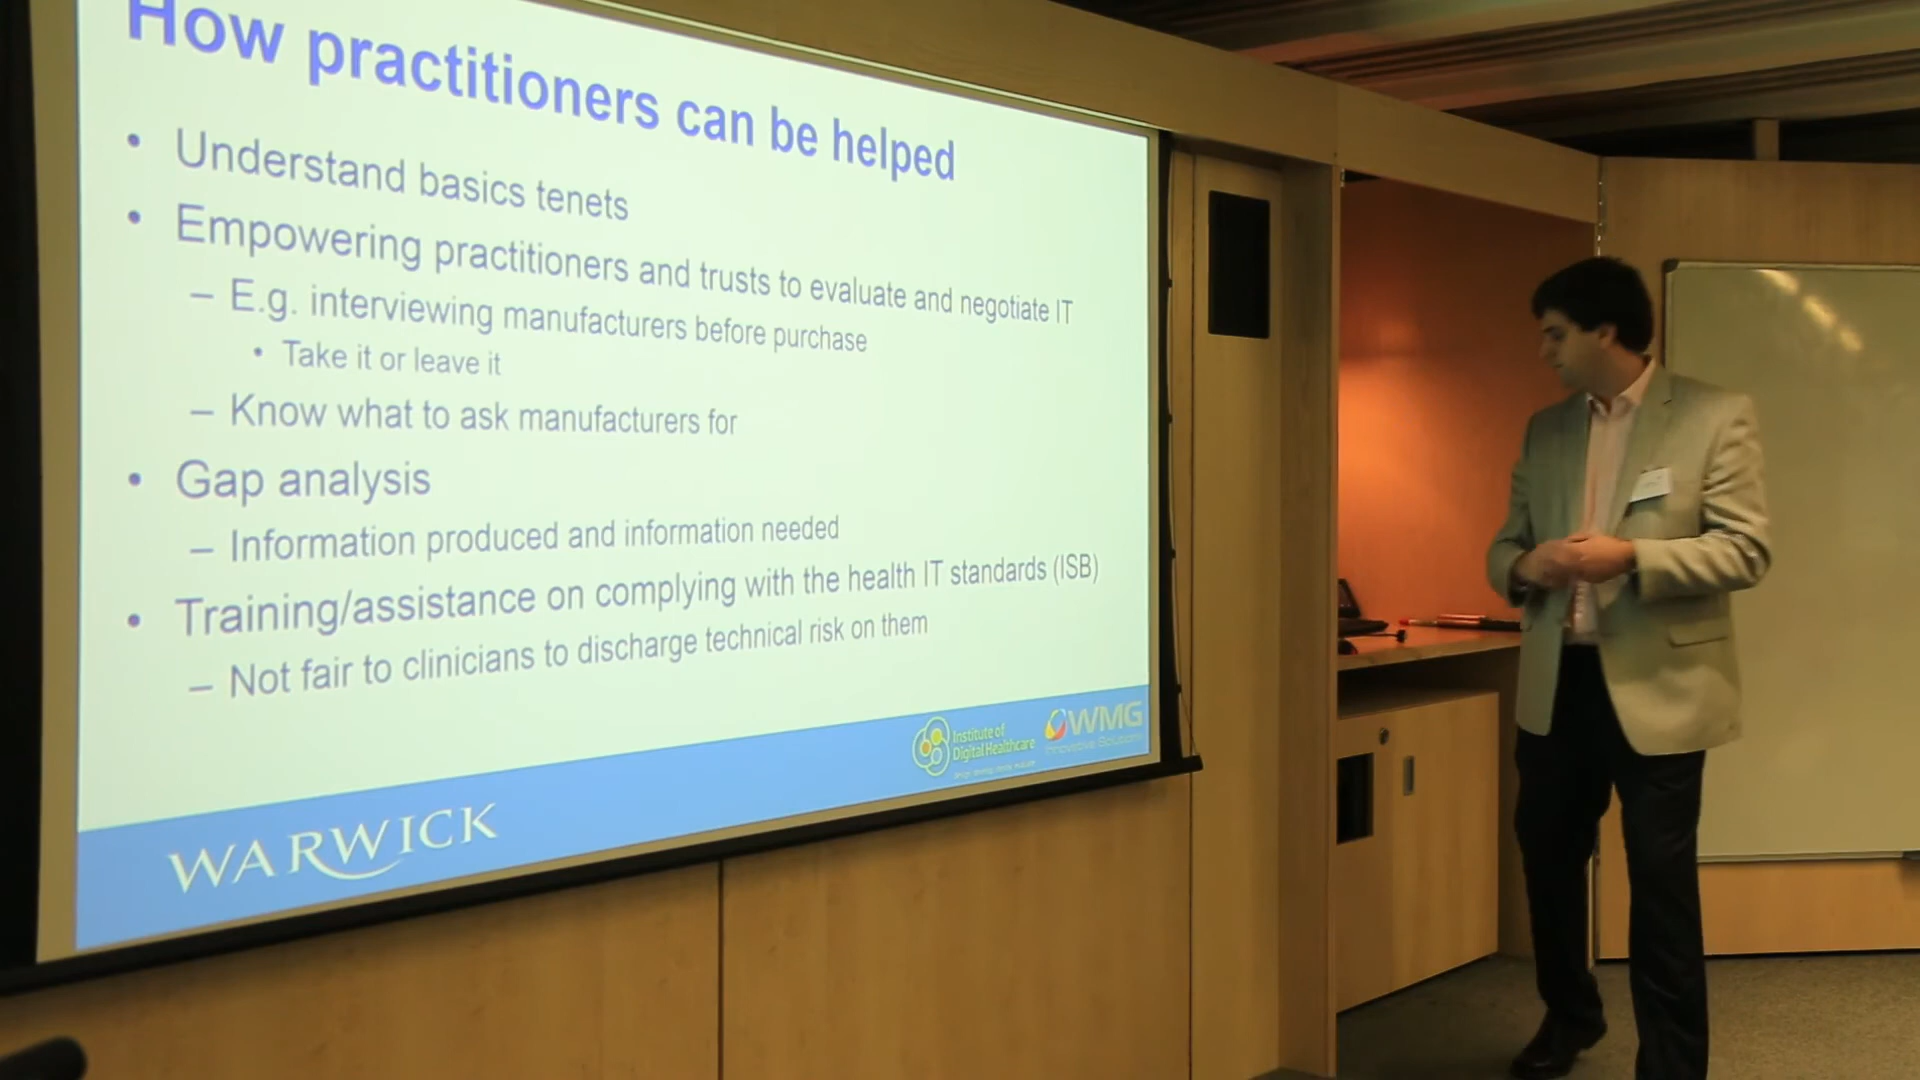 How practitioners can be helped
• Understand basics tenets
• Empowering practitioners and trusts to evaluate and negotiate IT
– E.g. interviewing manufacturers before purchase
• Take it or leave it
– Know what to ask manufacturers for
• Gap analysis
– Information produced and information needed
• Training/assistance on complying with the health IT standards (ISB)
– Not fair to clinicians to discharge technical risk on them
Institute of
Digital Healthcare
WMG
Innovative Solutions
WARWICK